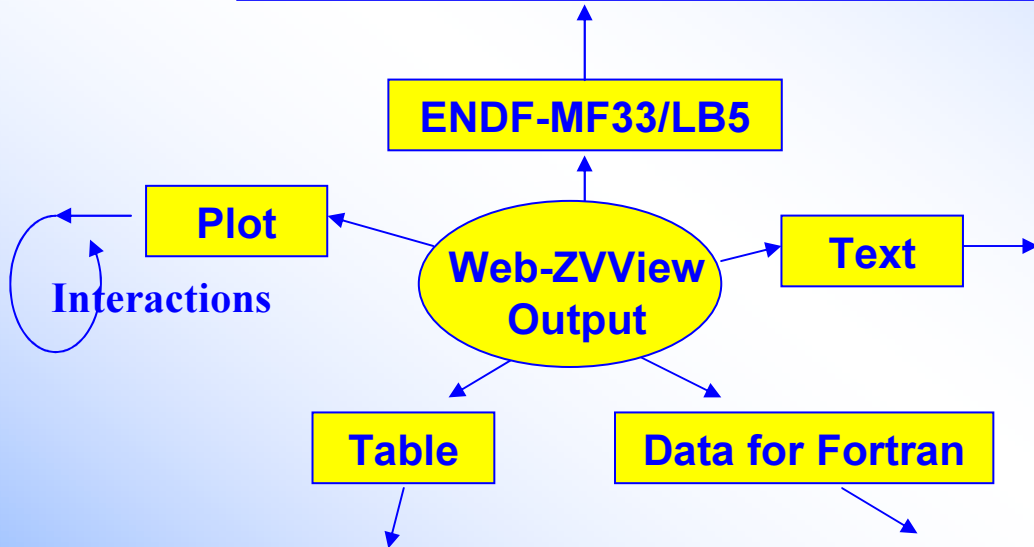 ENDF-MF33/LB5
Plot
Text
Web-ZVView
Output
Interactions
Table
Data for Fortran